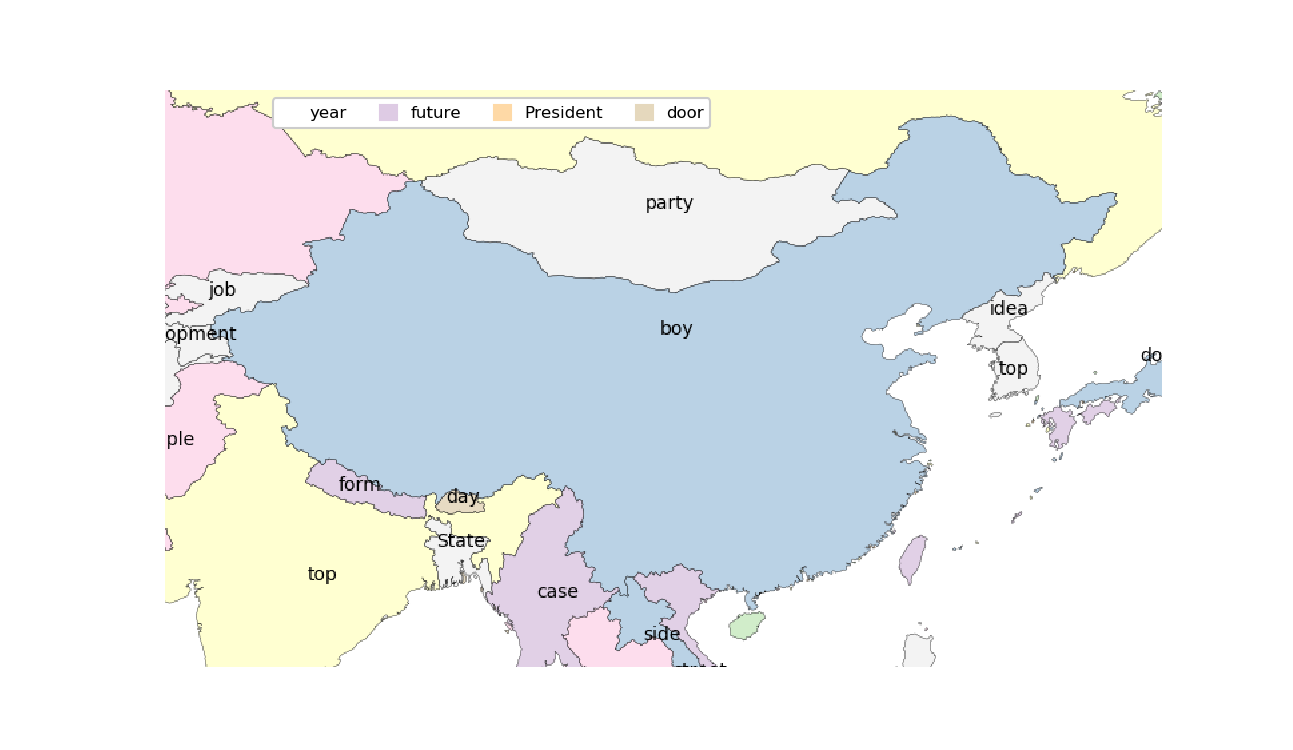 year future President door
party
job
opment
boy
idea
top
do
ple
form
day
State
top
case
side